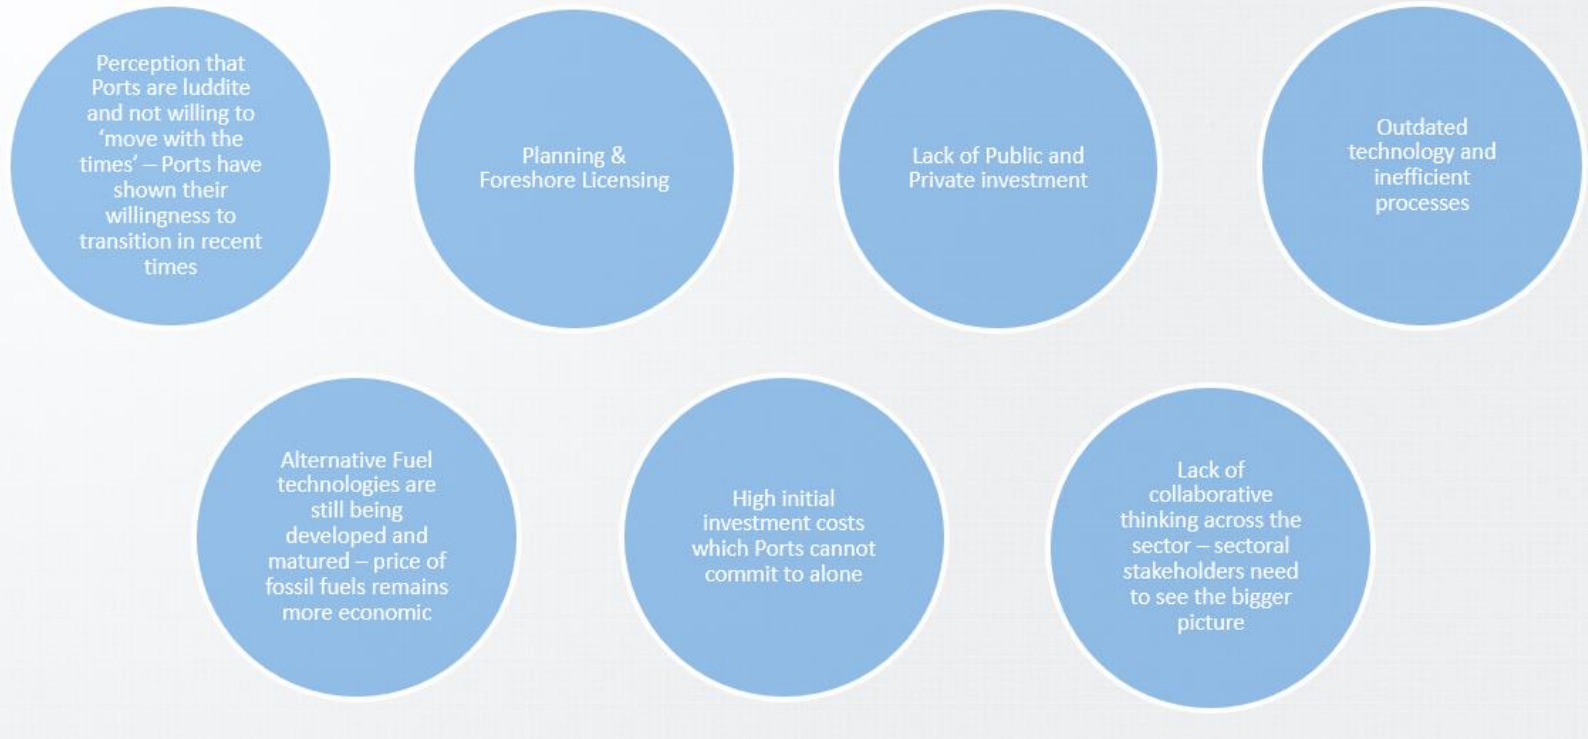 Perception that
Ports are luddite
and not willing to
‘move with the
times’ – Ports have
shown their
willingness to
transition in recent
times
Planning &
Foreshore Licensing
Lack of Public and
Private investment
Outdated
technology and
inefficient
processes
Alternative Fuel
technologies are
still being
developed and
matured – price of
fossil fuels remains
more economic
High initial
investment costs
which Ports cannot
commit to alone
Lack of
collaborative
thinking across the
sector – sectoral
stakeholders need
to see the bigger
picture